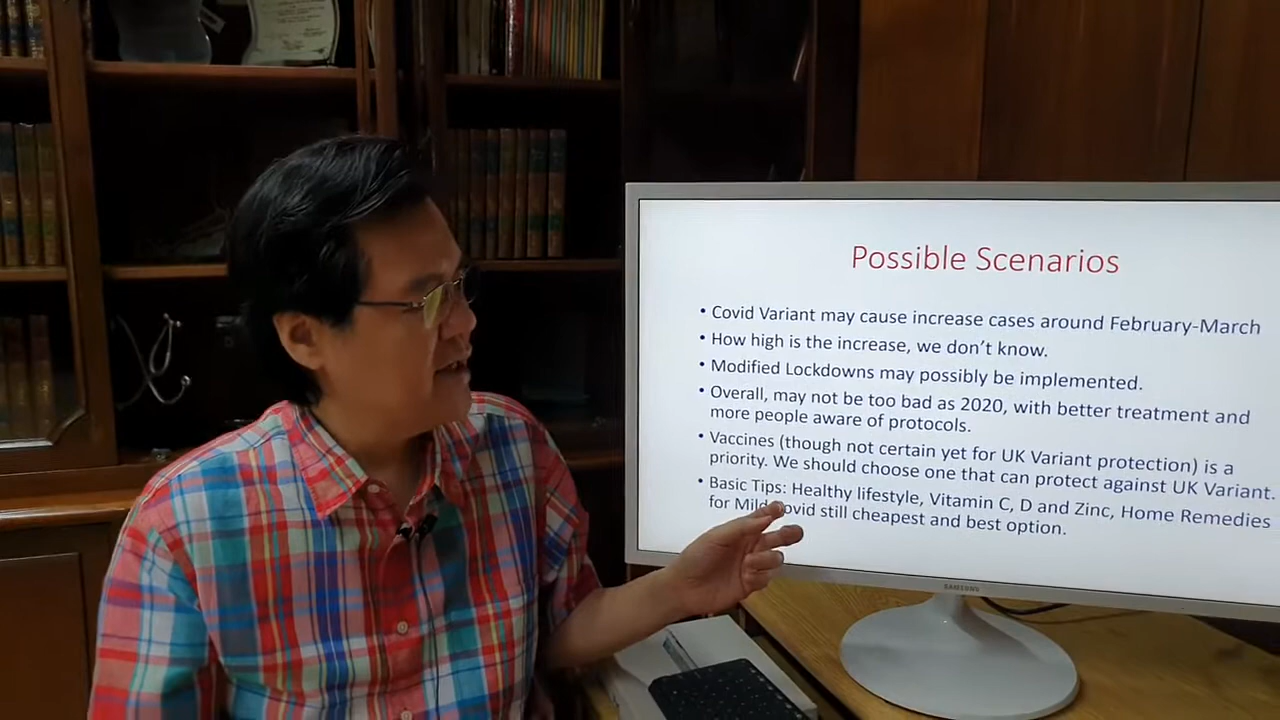 Possible Scenarios
• Covid Variant may cause increase cases around February-March
• How high is the increase, we don't know.
• Modified Lockdowns may possibly be implemented.
• Overall, may not be too bad as 2020, with better treatment and
more people aware of protocols.
• Vaccines (though not certain yet for UK Variant protection) is a
priority. We should choose one that can protect against UK Variant.
• Basic Tips: Healthy lifestyle, Vitamin C, D and Zinc, Home Remedies
for Mild Covid still cheapest and best option.
SAMSUNG